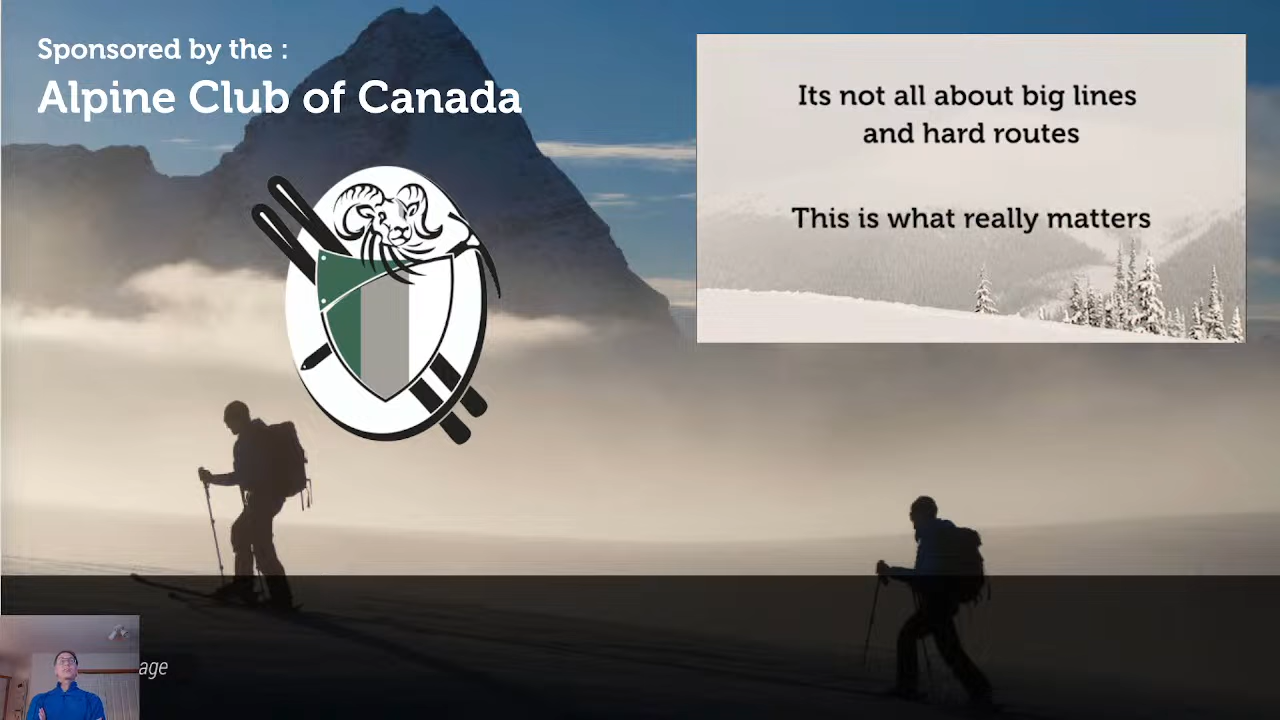 Sponsored by the :
Alpine Club of Canada
Its not all about big lines
and hard routes
This is what really matters
age